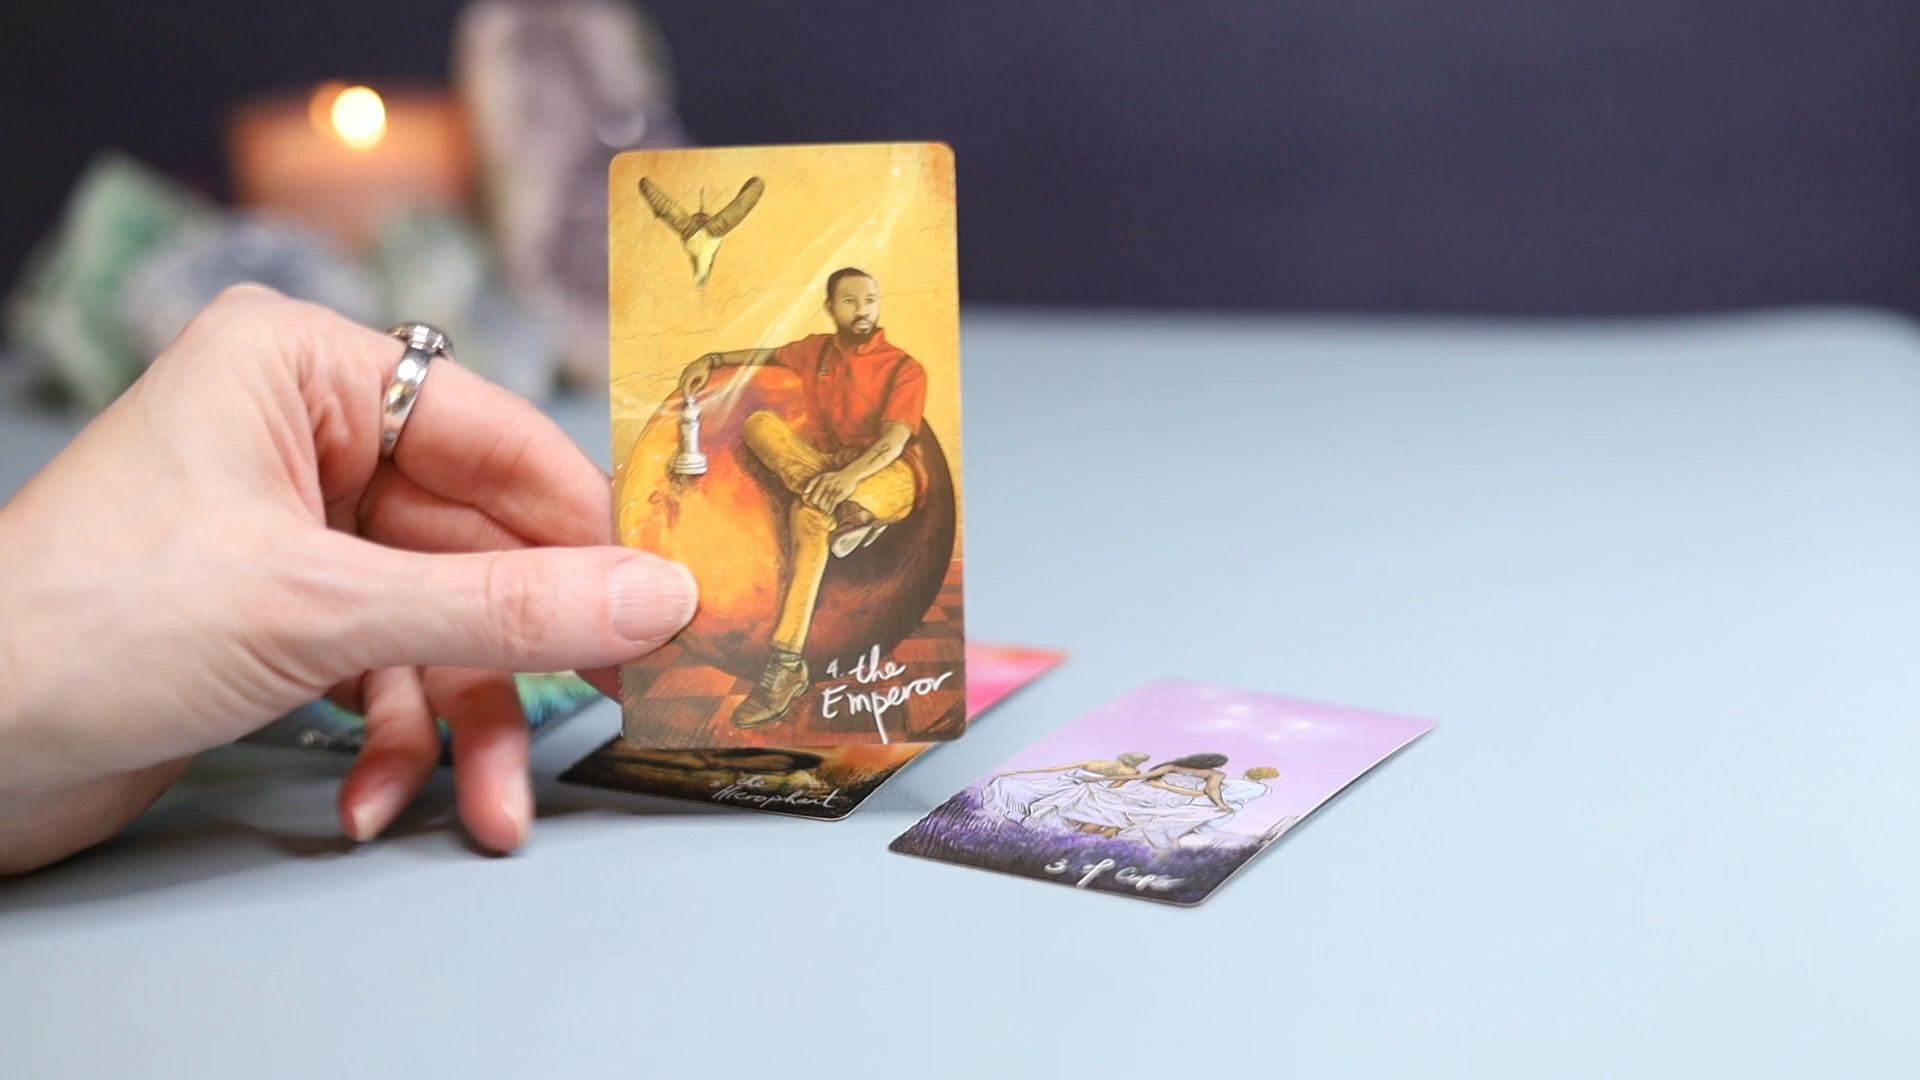 4. the
Emperor
the
Hierophant
3 of Cups